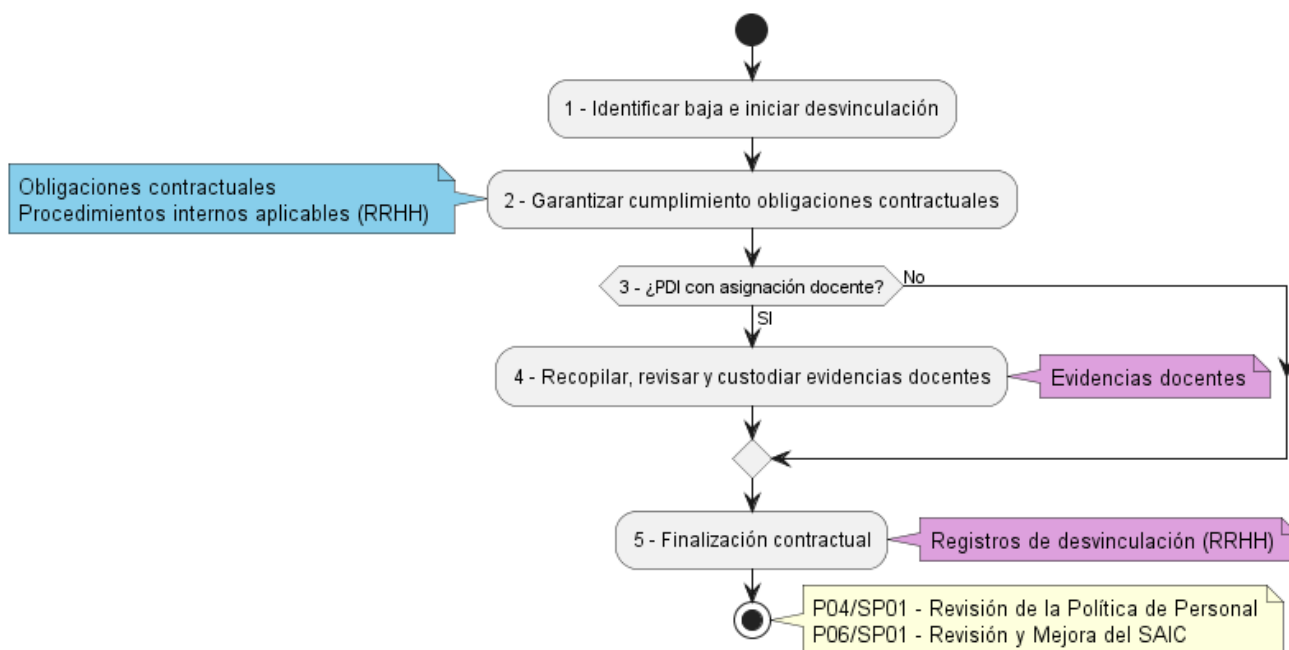 1 - Identificar baja e iniciar desvinculación
Obligaciones contractuales
Procedimientos internos aplicables (RRHH)
2 - Garantizar cumplimiento obligaciones contractuales
3 - ¿PDI con asignación docente?
No
SI
4 - Recopilar, revisar y custodiar evidencias docentes
Evidencias docentes
5 - Finalización contractual
Registros de desvinculación (RRHH)
P04/SP01 - Revisión de la Política de Personal
P06/SP01 - Revisión y Mejora del SAIC